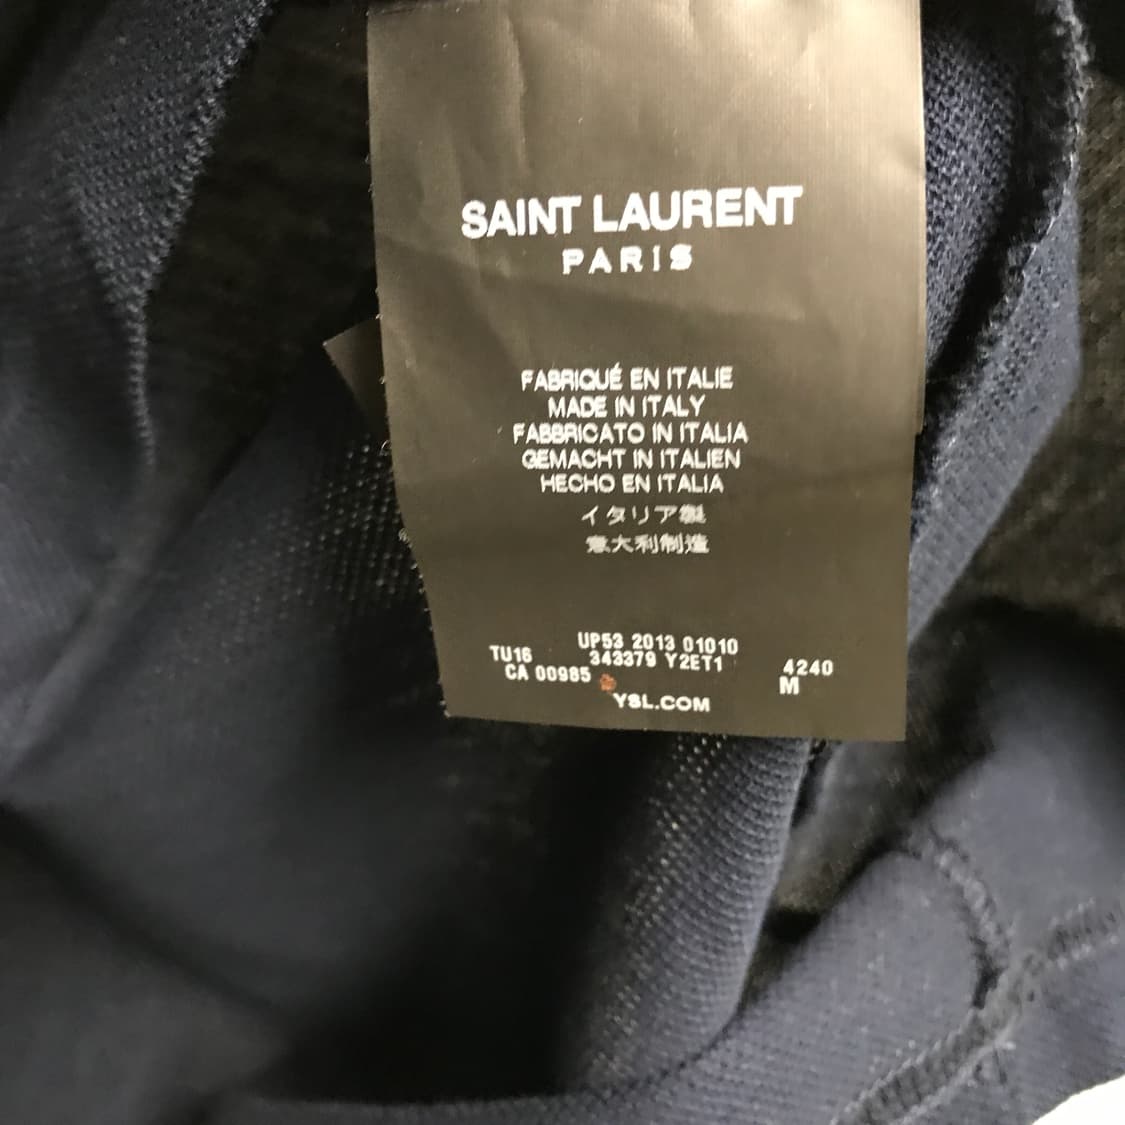 SAINT LAURENT
PARIS
FABRIQUÉ EN ITALIE
MADE IN ITALY
FABBRICATO IN ITALIA
GEMACHT IN ITALIEN
HECHO EN ITALIA
イタリア製
意大利制造
UP53 2013 01010
TU16 343379 Y2ET1 4240
CA 00985 M
YSL.COM